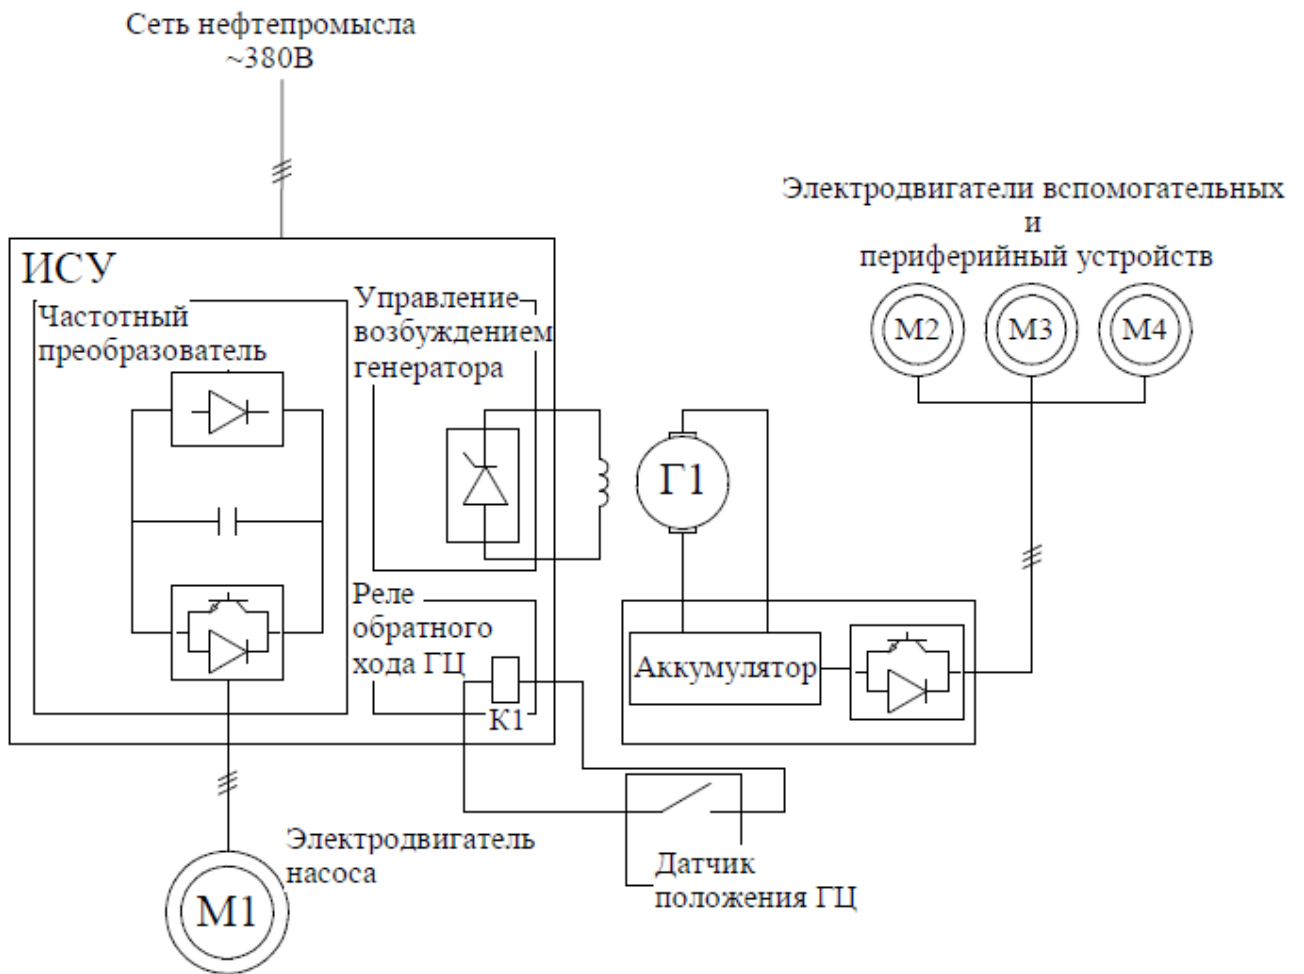 Сеть нефтепромысла
~380В
Электродвигатели вспомогательных
и
периферийный устройств
М2
М3
М4
ИСУ
Частотный
преобразователь
Управление
возбуждением
генератора
Г1
Реле
обратного
хода ГЦ
К1
Аккумулятор
Электродвигатель
насоса
М1
Датчик
положения ГЦ